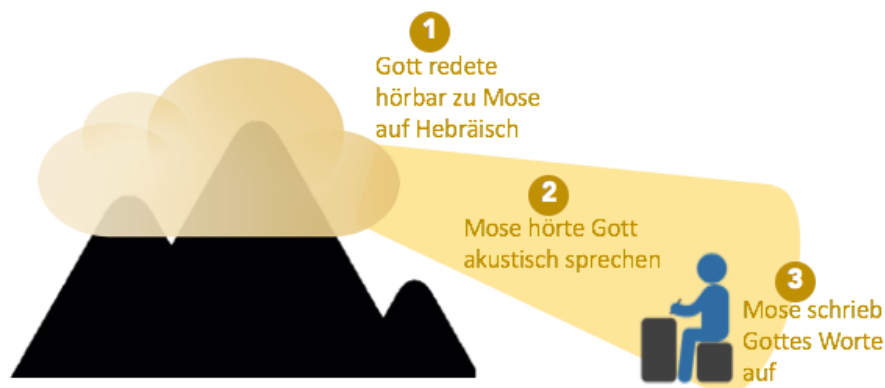 1
Gott redete
hörbar zu Mose
auf Hebräisch
2
Mose hörte Gott
akustisch sprechen
3
Mose schrieb
Gottes Worte
auf